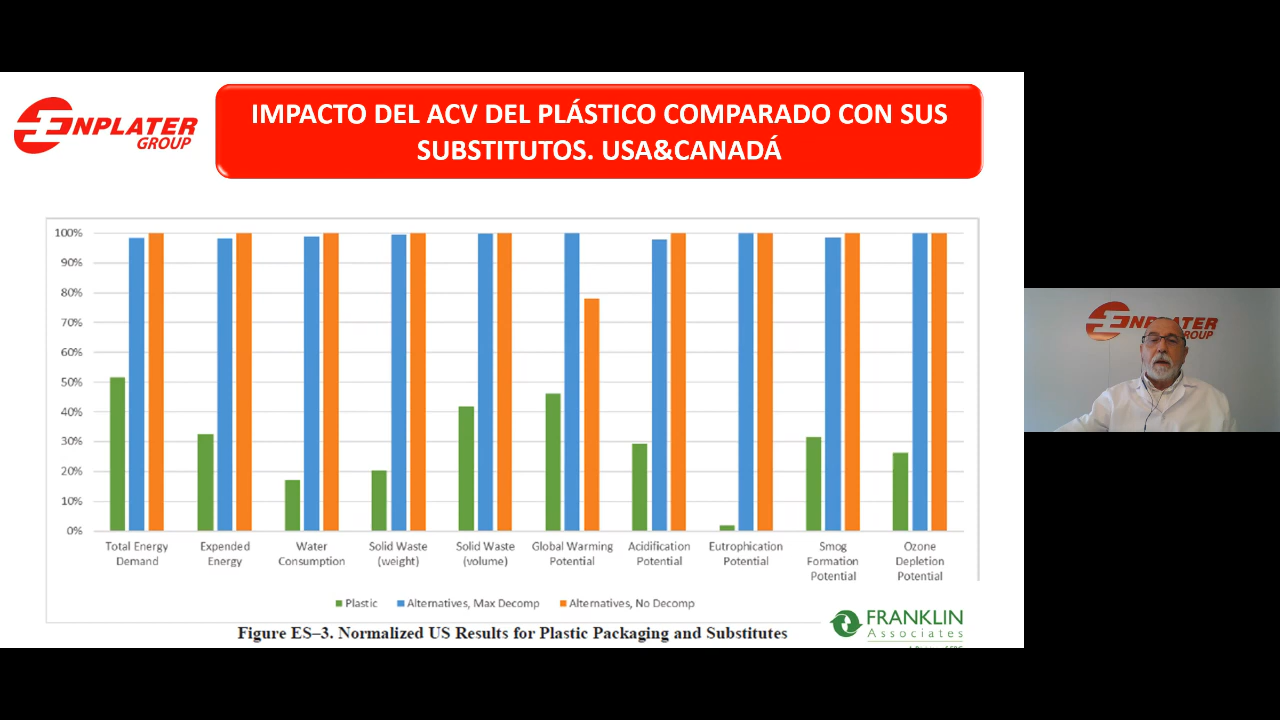 ENPLATER
GROUP
IMPACTO DEL ACV DEL PLÁSTICO COMPARADO CON SUS
SUBSTITUTOS. USA&CANADÁ
100%
90%
80%
70%
60%
50%
40%
30%
20%
10%
0%
Total Energy
Demand
Expended
Energy
Water
Consumption
Solid Waste
(weight)
Solid Waste
(volume)
Global Warming
Potential
Acidification
Potential
Eutrophication
Potential
Smog
Formation
Potential
Ozone
Depletion
Potential
Plastic
Alternatives, Max Decomp
Alternatives, No Decomp
Figure ES–3. Normalized US Results for Plastic Packaging and Substitutes
FRANKLIN
Associates
ENPLATER
GROUP